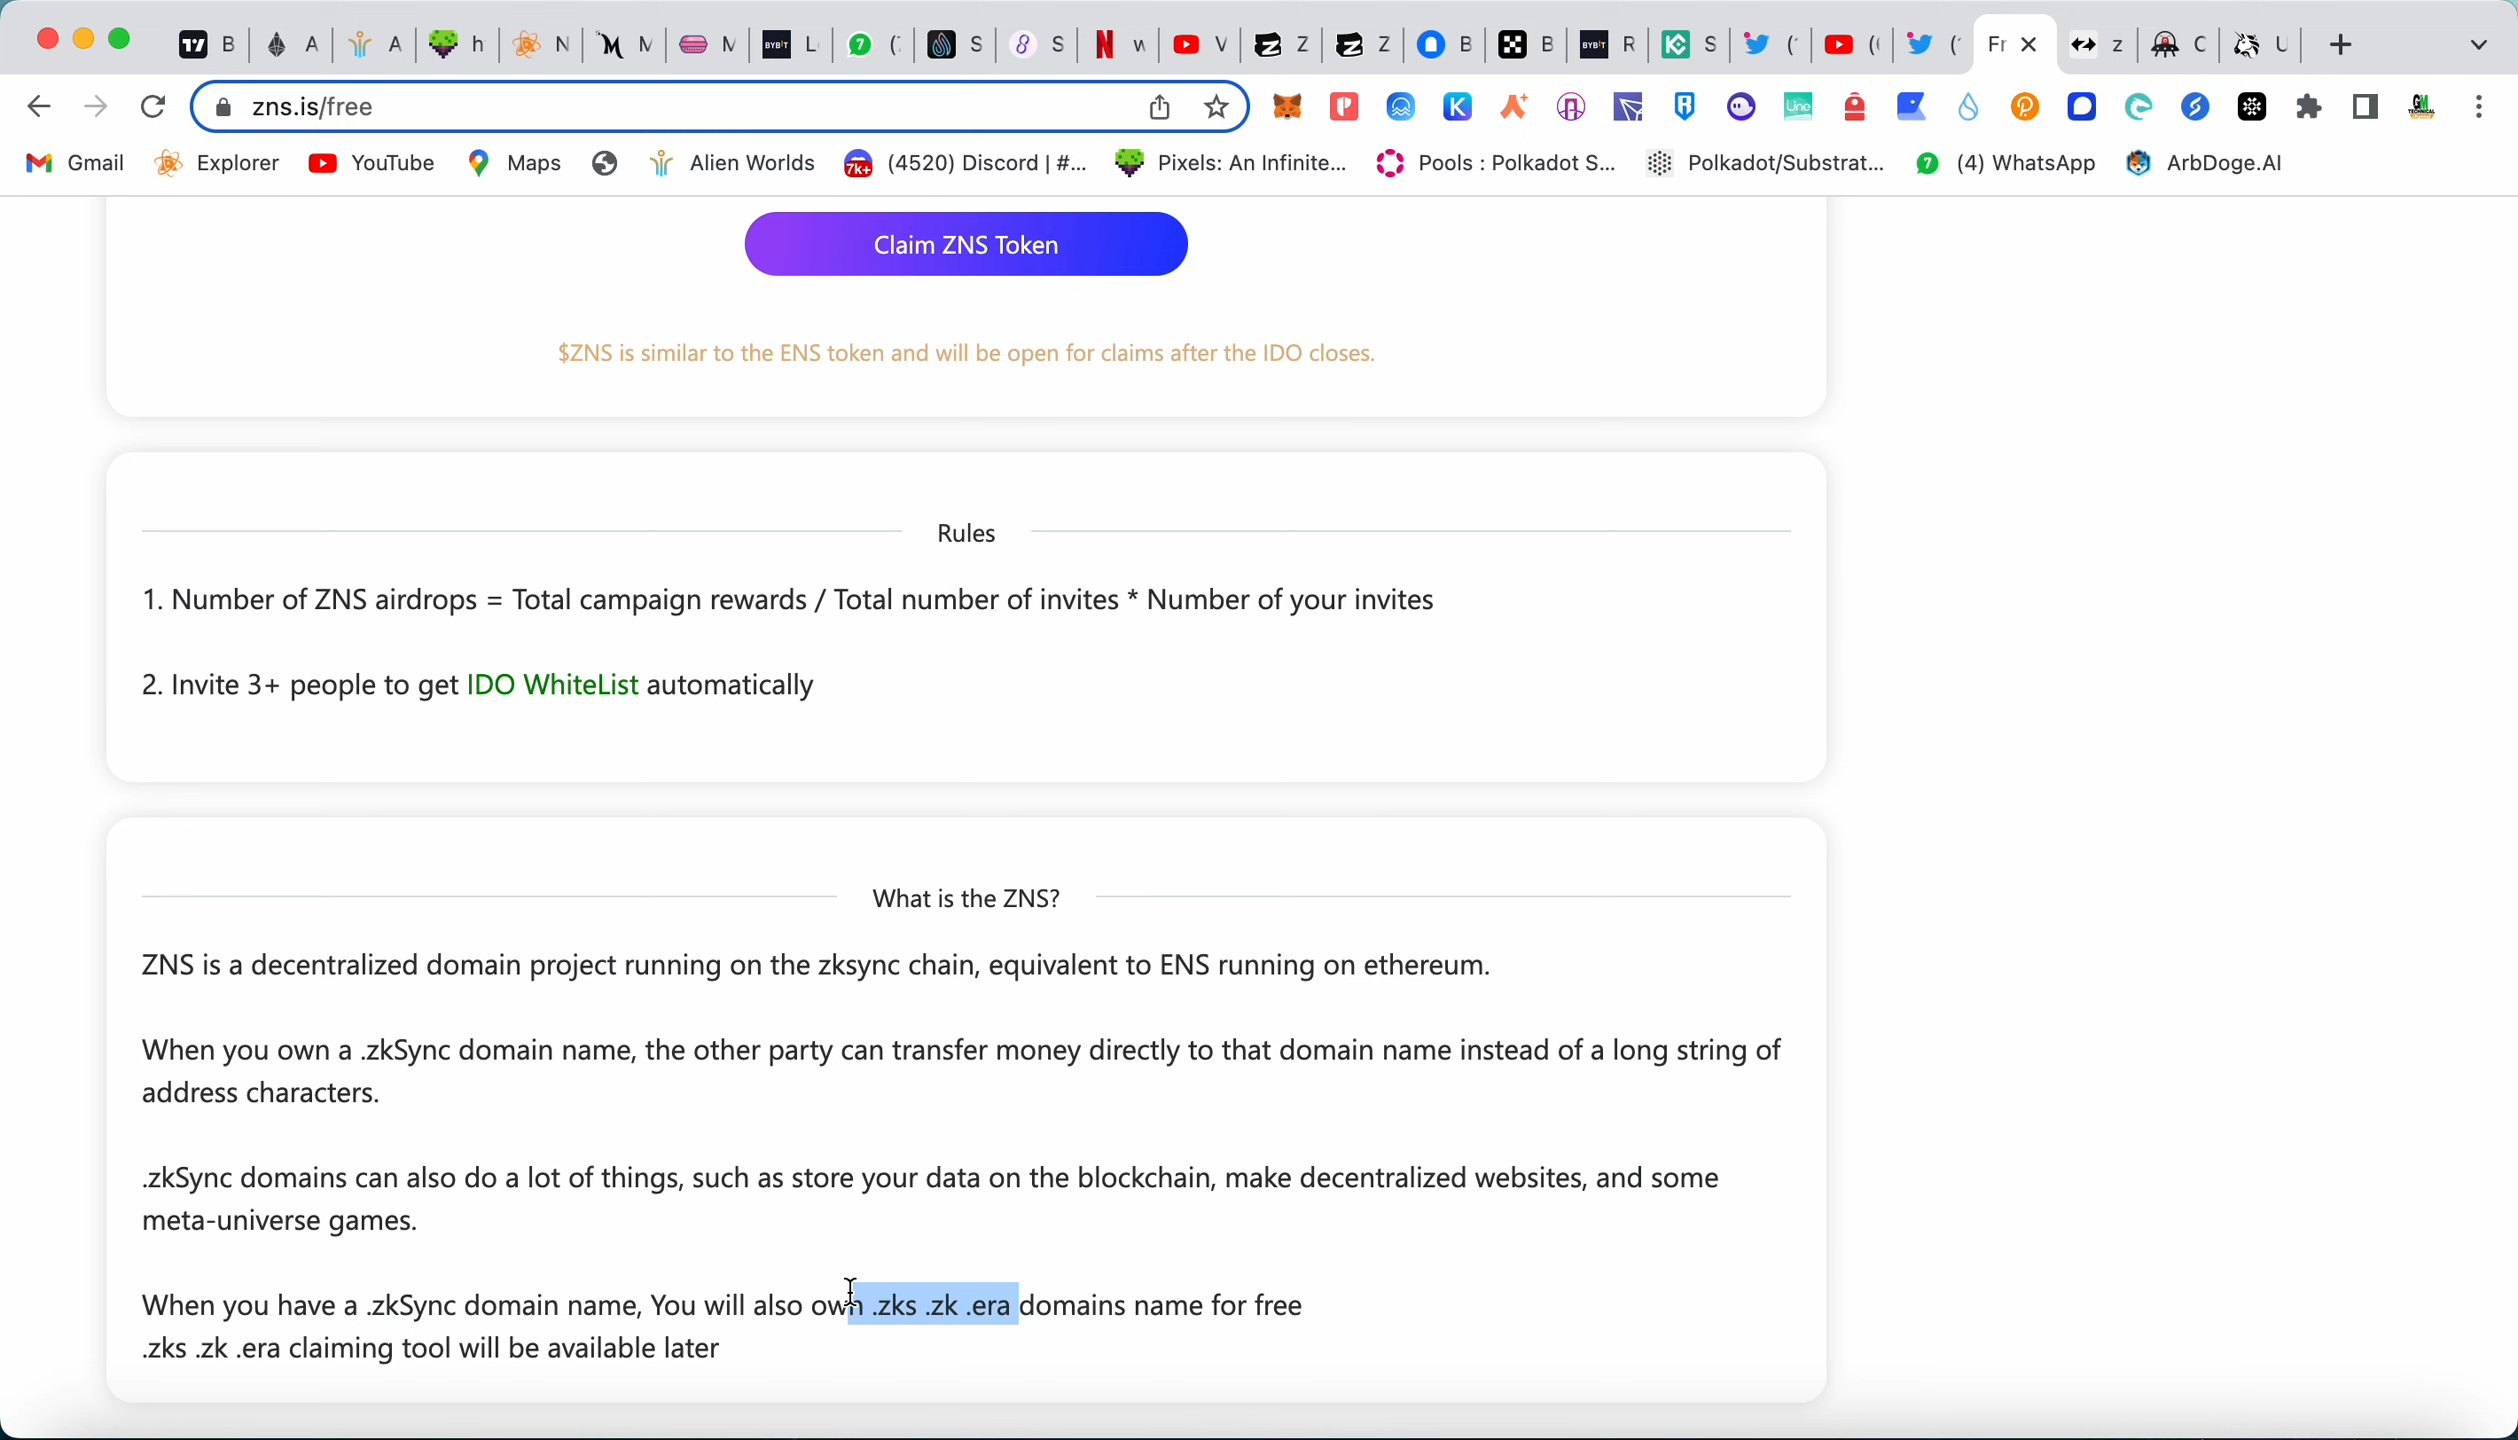 B
A
A
h
N
M
M
L
S
S
w
V
Z
Z
B
B
R
S
Fr
z
C
U
zns.is/free
Gmail
Explorer
YouTube
Maps
Alien Worlds
7k+
(4520) Discord | #...
Pixels: An Infinite...
Pools : Polkadot S...
Polkadot/Substrat...
7
(4) WhatsApp
ArbDoge.AI
Claim ZNS Token
$ZNS is similar to the ENS token and will be open for claims after the IDO closes.
Rules
1. Number of ZNS airdrops = Total campaign rewards / Total number of invites * Number of your invites
2. Invite 3+ people to get IDO WhiteList automatically
What is the ZNS?
ZNS is a decentralized domain project running on the zksync chain, equivalent to ENS running on ethereum.
When you own a .zkSync domain name, the other party can transfer money directly to that domain name instead of a long string of
address characters.
.zkSync domains can also do a lot of things, such as store your data on the blockchain, make decentralized websites, and some
meta-universe games.
When you have a .zkSync domain name, You will also own .zks .zk .era domains name for free
.zks .zk .era claiming tool will be available later